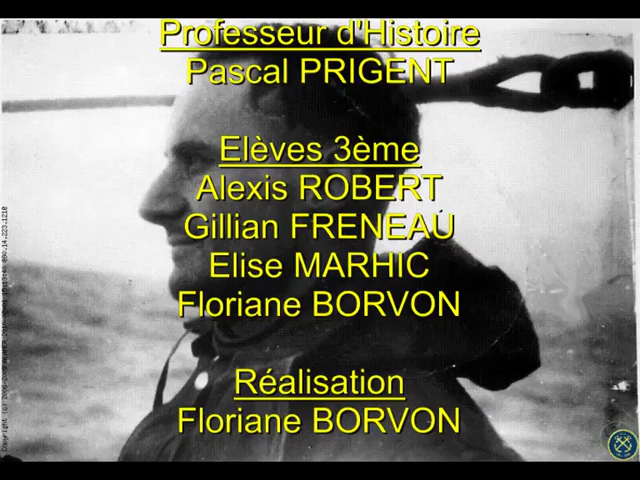 Professeur d'Histoire
Pascal PRIGENT
Elèves 3ème
Alexis ROBERT
Gillian FRENEAU
Elise MARHIC
Floriane BORVON
Réalisation
Floriane BORVON